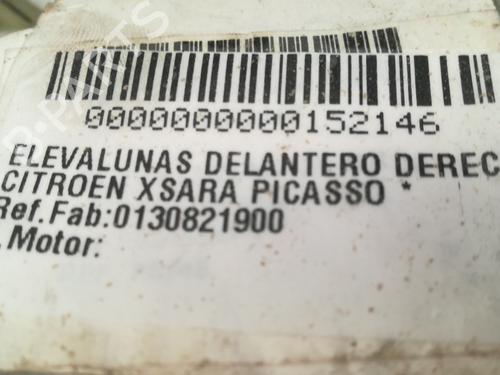 0000000000152146
ELEVALUNAS DELANTERO DEREC
CITROEN XSARA PICASSO *
Ref.Fab:0130821900
Motor: